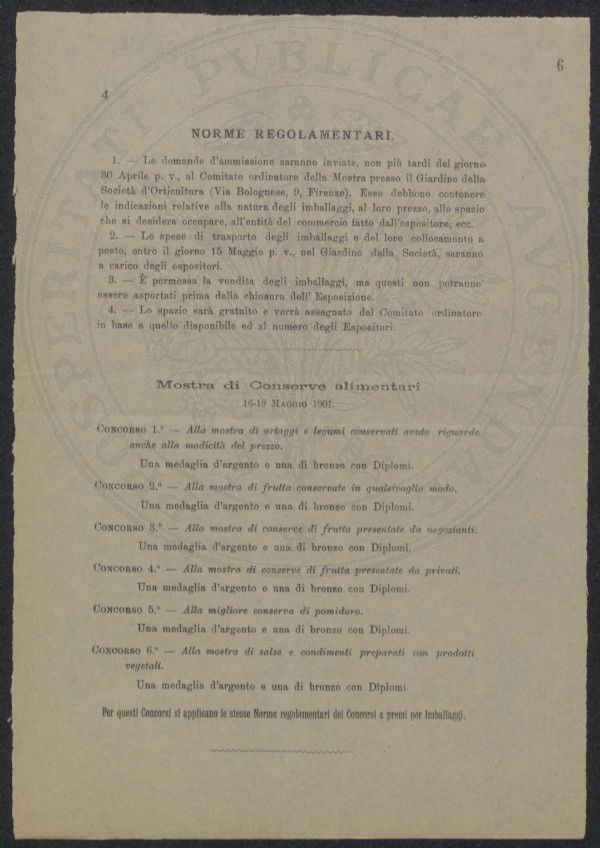 6
4
NORME REGOLAMENTARI.
1. — Le domande d'ammissione saranno inviate, non più tardi del giorno
30 Aprile p. v., al Comitato ordinatore della Mostra presso il Giardino della
Società d'Orticultura (Via Bolognese, 9, Firenze). Esse debbono contenere
le indicazioni relative alla natura degli imballaggi, al loro prezzo, allo spazio
che si desidera occupare, all'entità del commercio fatto dall'espositore, ecc.
2. — Le spese di trasporto degli imballaggi e del loro collocamento a
posto, entro il giorno 15 Maggio p. v., nel Giardino della Società, saranno
a carico degli espositori.
3. — È permessa la vendita degli imballaggi, ma questi non potranno
essere asportati prima della chiusura dell' Esposizione.
4. — Lo spazio sarà gratuito e verrà assegnato dal Comitato ordinatore
in base a quello disponibile ed al numero degli Espositori.
Mostra di Conserve alimentari
16-19 MAGGIO 1901.
CONCORSO 1.º — Alla mostra di ortaggi e legumi conservati avuto riguardo
anche alla modicità del prezzo.
Una medaglia d'argento e una di bronzo con Diplomi.
CONCORSO 2.º — Alla mostra di frutta conservate in qualsivoglia modo.
Una medaglia d'argento e una di bronzo con Diplomi.
CONCORSO 3.º — Alla mostra di conserve di frutta presentate da negozianti.
Una medaglia d'argento e una di bronzo con Diplomi.
CONCORSO 4.º — Alla mostra di conserve di frutta presentate da privati.
Una medaglia d'argento e una di bronzo con Diplomi.
CONCORSO 5.º — Alla migliore conserva di pomidoro.
Una medaglia d'argento e una di bronzo con Diplomi.
CONCORSO 6.º — Alla mostra di salse e condimenti preparati con prodotti
vegetali.
Una medaglia d'argento e una di bronzo con Diplomi.
Per questi Concorsi si applicano le stesse Norme regolamentari dei Concorsi a premi per Imballaggi.